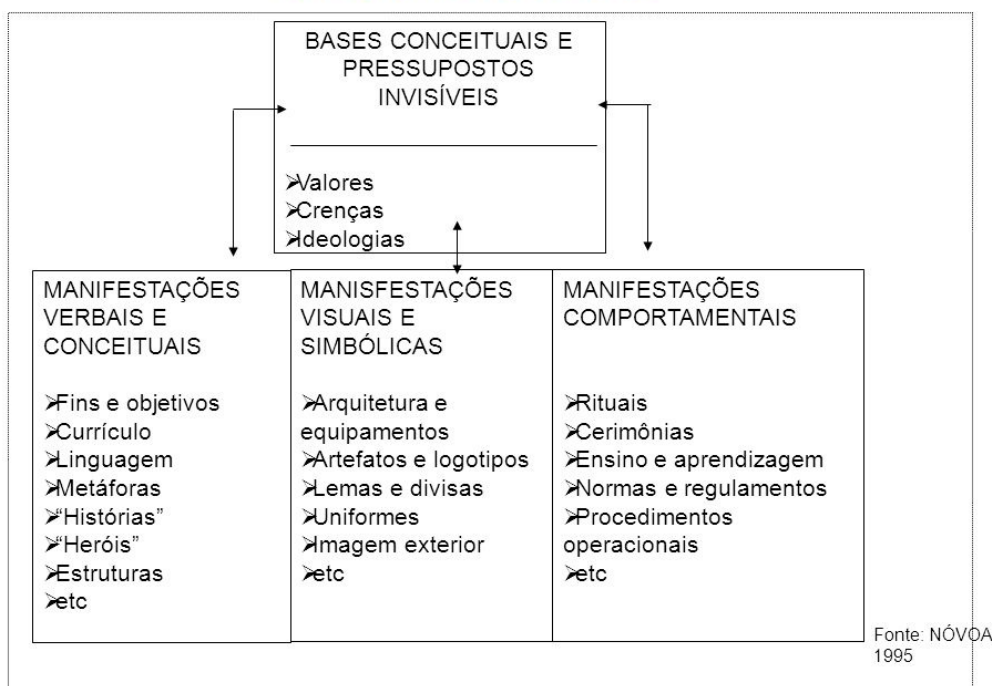 BASES CONCEITUAIS E
PRESSUPOSTOS
INVISÍVEIS
➢Valores
➢Crenças
➢Ideologias
MANIFESTAÇÕES
VERBAIS E
CONCEITUAIS
➢Fins e objetivos
➢Currículo
➢Linguagem
➢Metáforas
➢“Histórias”
➢“Heróis”
➢Estruturas
➢etc
MANISFESTAÇÕES
VISUAIS E
SIMBÓLICAS
➢Arquitetura e
equipamentos
➢Artefatos e logotipos
➢Lemas e divisas
➢Uniformes
➢Imagem exterior
➢etc
MANIFESTAÇÕES
COMPORTAMENTAIS
➢Rituais
➢Cerimônias
➢Ensino e aprendizagem
➢Normas e regulamentos
➢Procedimentos
operacionais
➢etc
Fonte: NÓVOA
1995